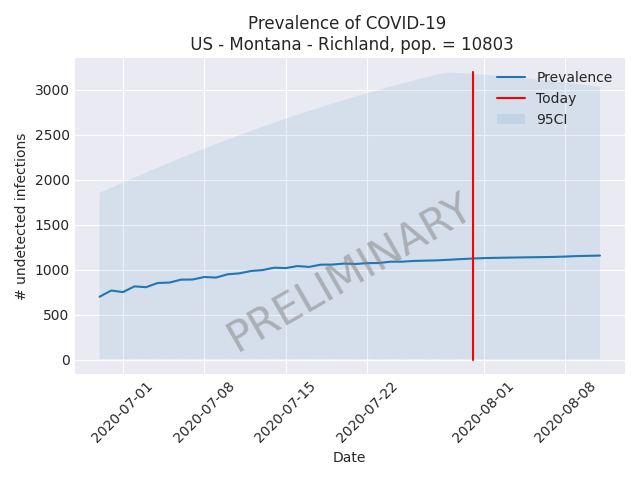 Prevalence of COVID-19
US - Montana - Richland, pop. = 10803
Prevalence
Today
95CI
# undetected infections
3000
2500
2000
1500
1000
500
0
PRELIMINARY
2020-07-01
2020-07-08
2020-07-15
2020-07-22
2020-08-01
2020-08-08
Date